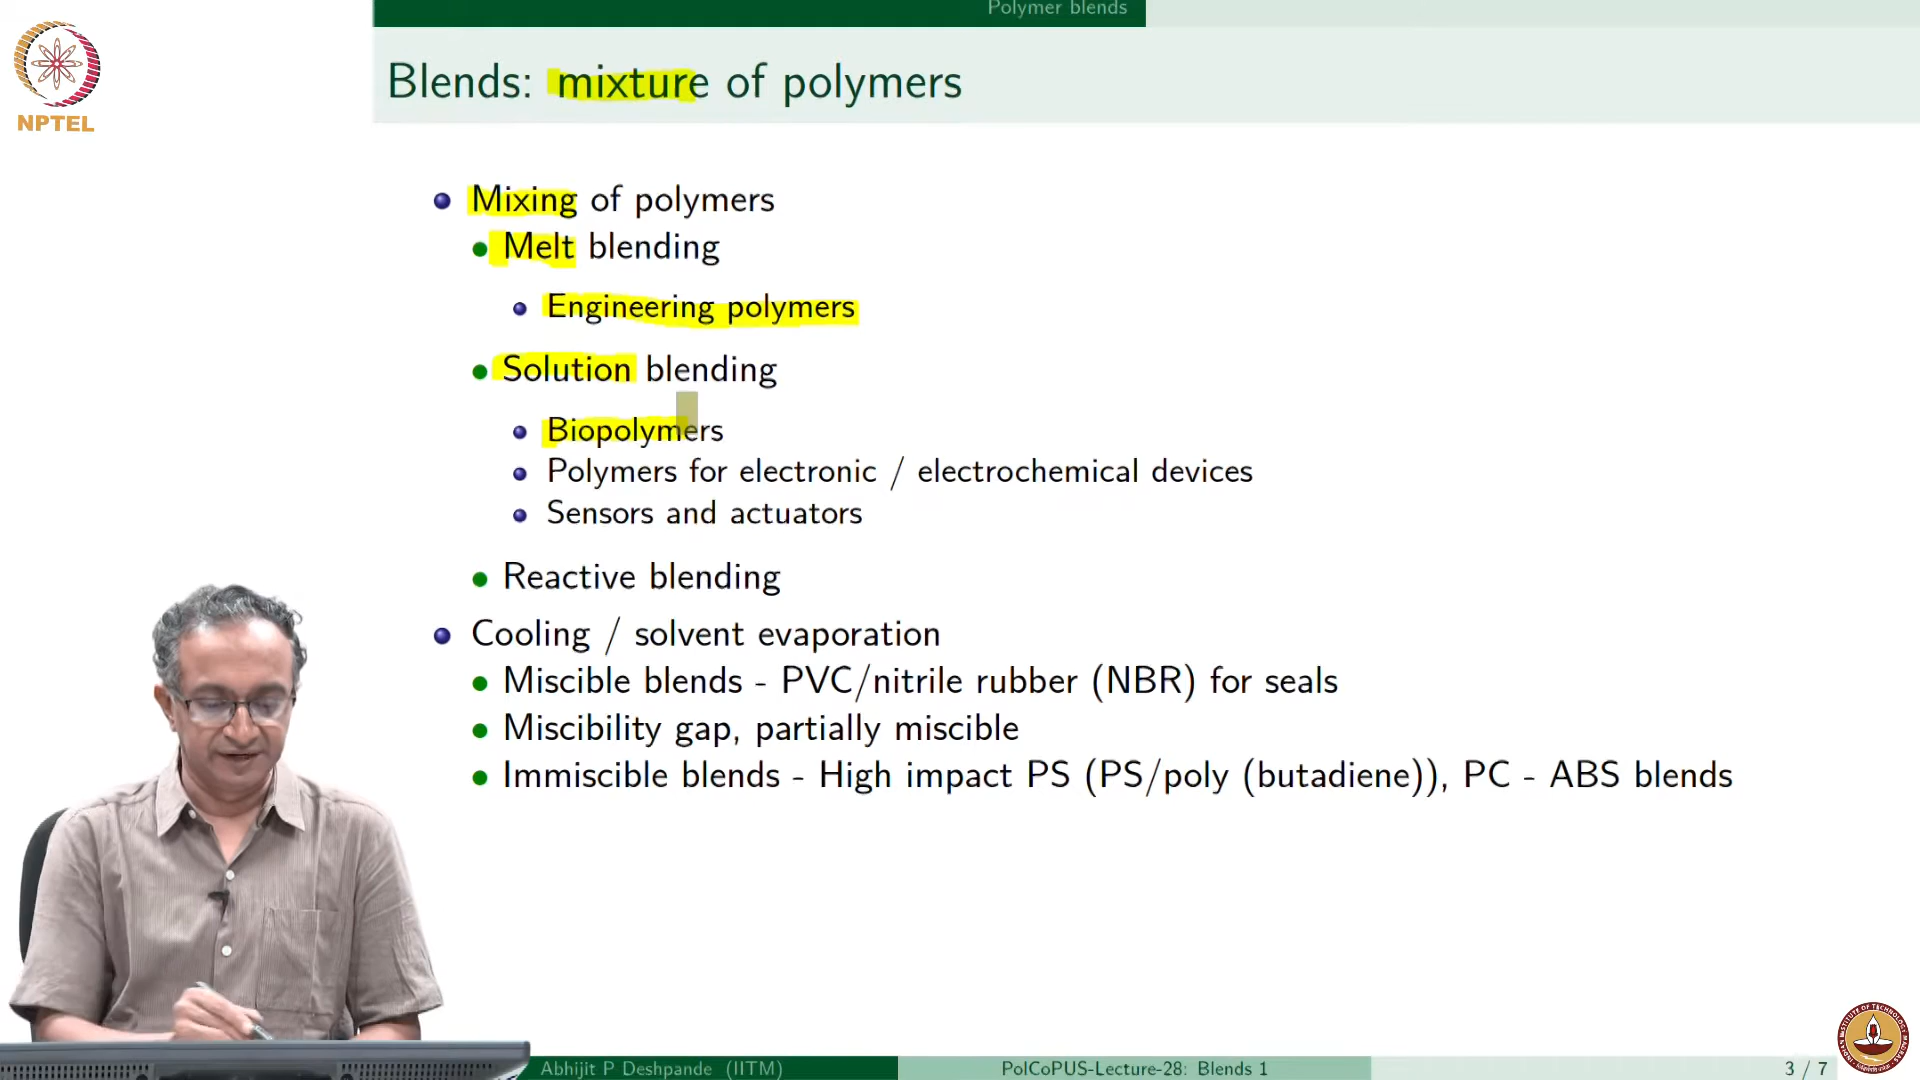 Polymer blends
NPTEL
Blends: mixture of polymers
Mixing of polymers
Melt blending
Engineering polymers
Solution blending
Biopolymers
Polymers for electronic / electrochemical devices
Sensors and actuators
Reactive blending
Cooling / solvent evaporation
Miscible blends - PVC/nitrile rubber (NBR) for seals
Miscibility gap, partially miscible
Immiscible blends - High impact PS (PS/poly (butadiene)), PC - ABS blends
Abhijit P Deshpande (IITM)
PolCoPUS-Lecture-28: Blends 1
3 / 7